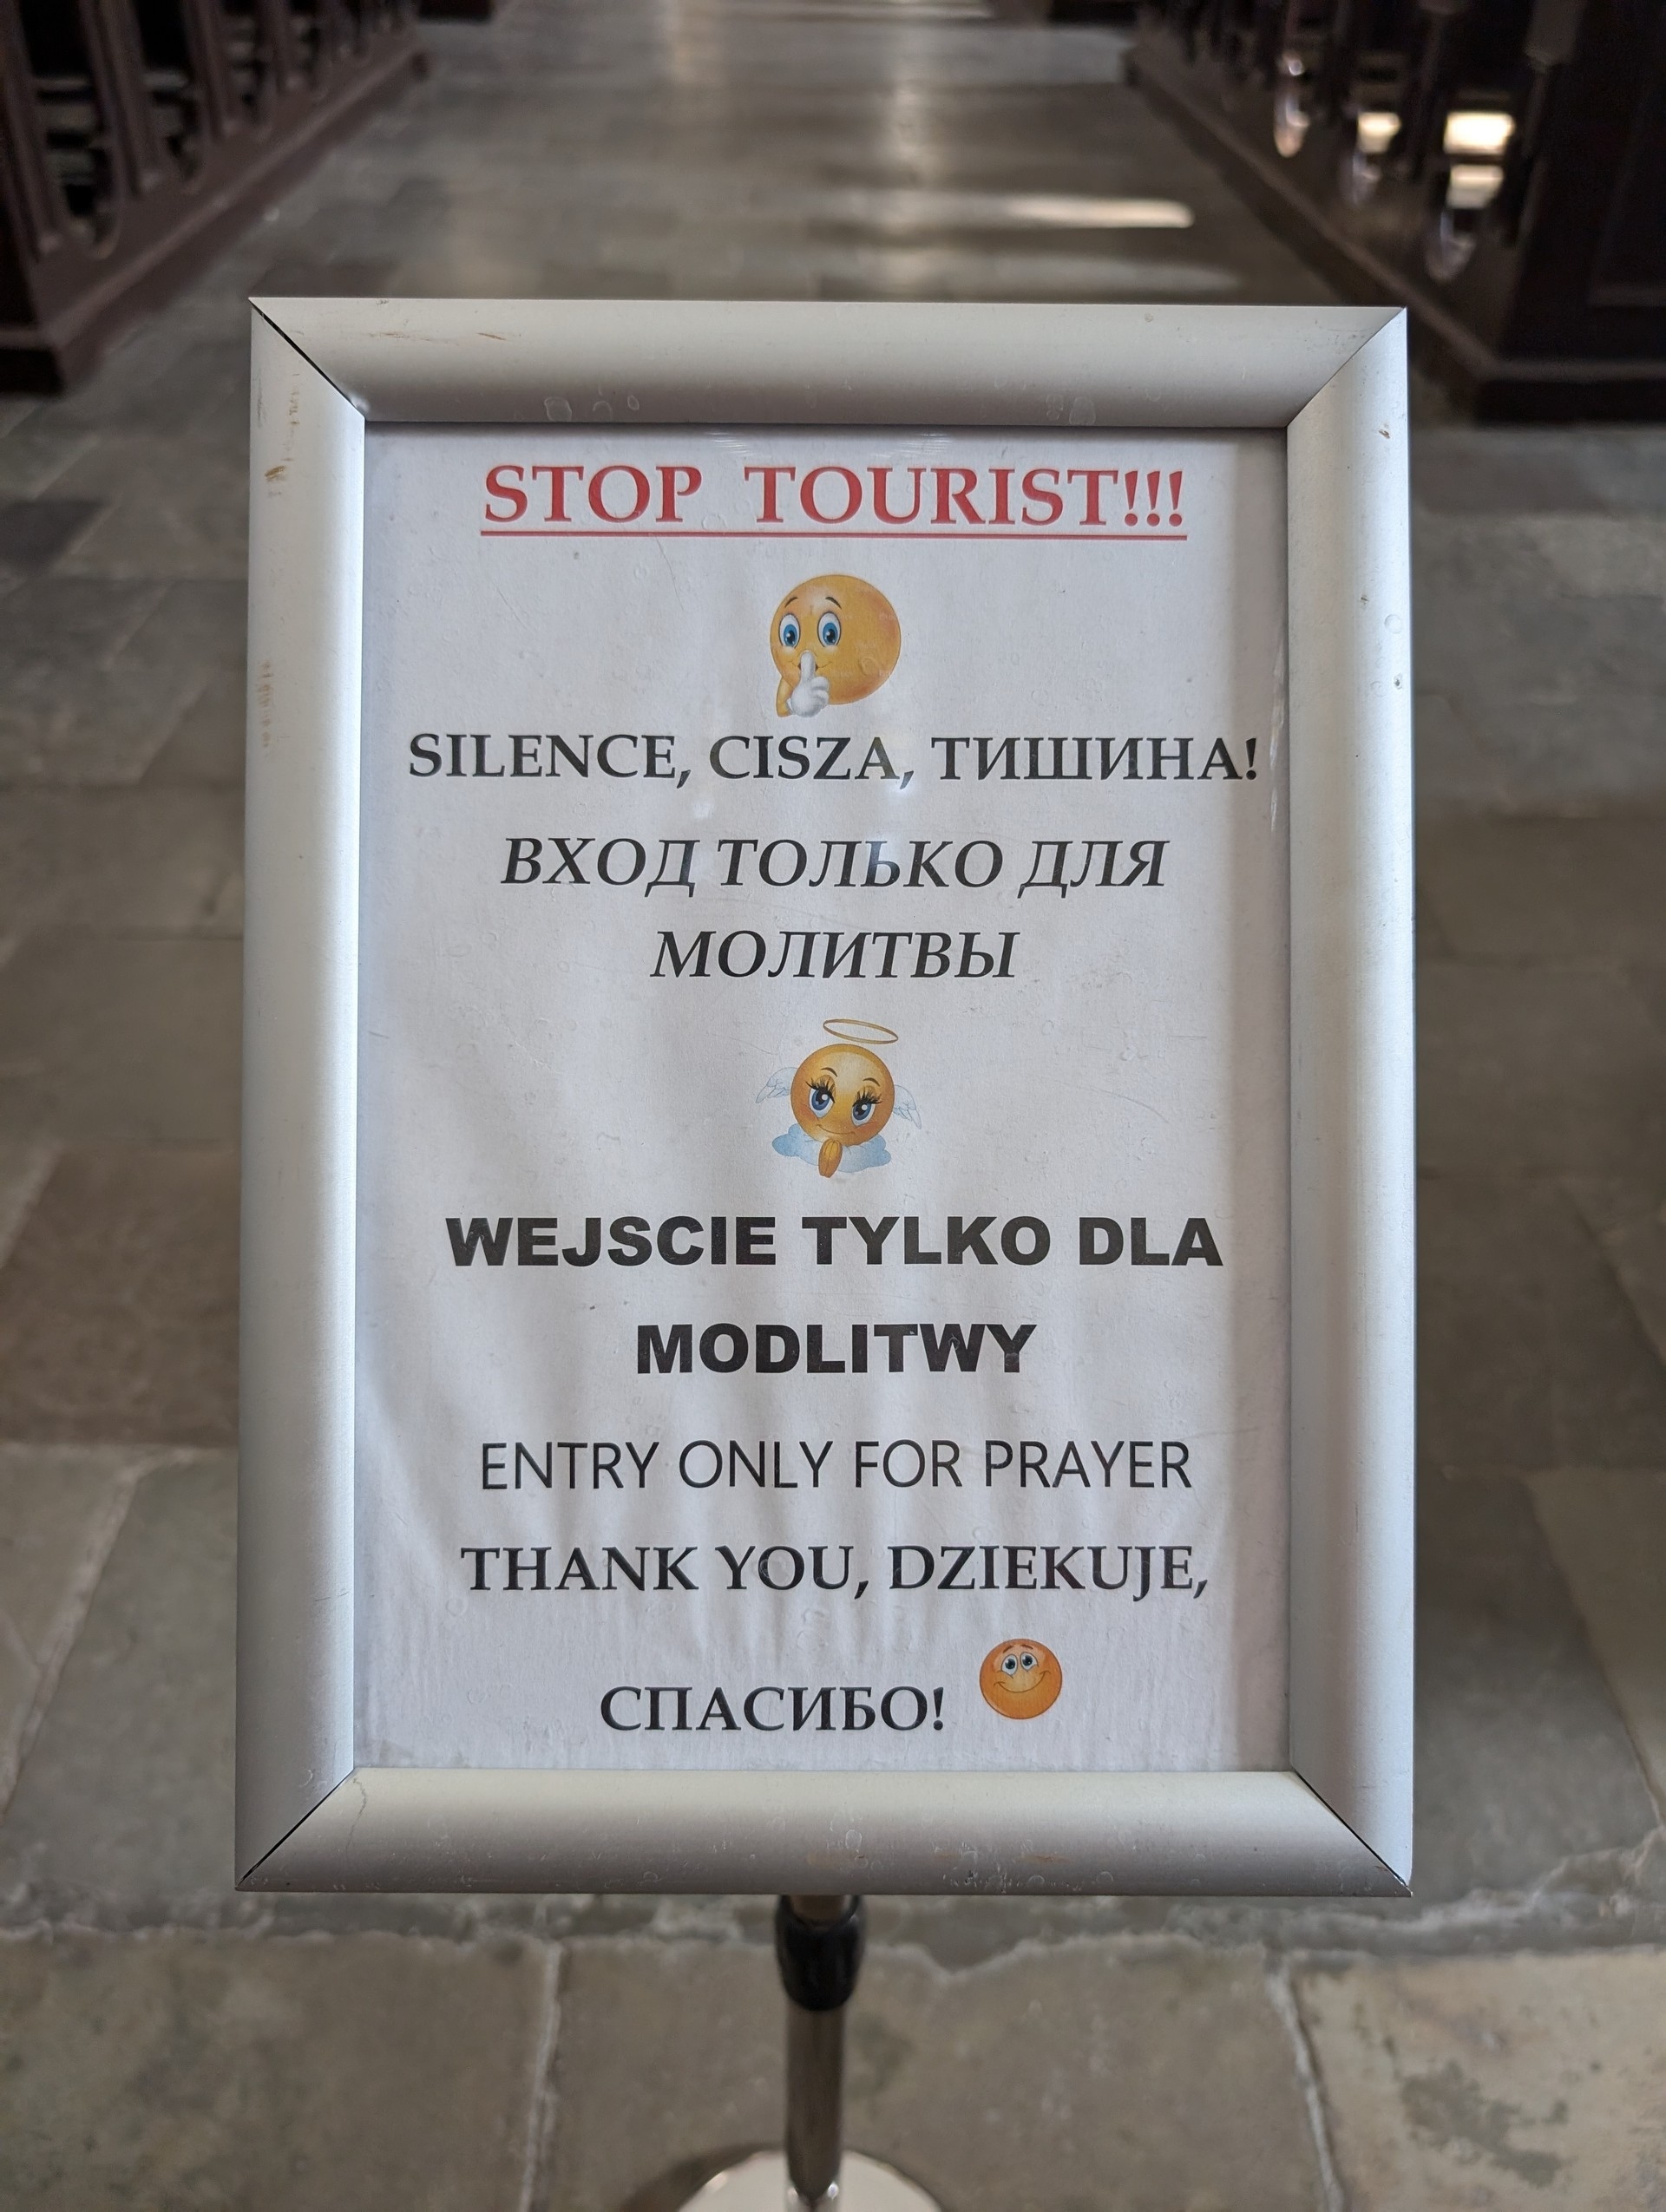 STOP TOURIST!!!
SILENCE, CISZA, ТИШИНА!
ВХОД ТОЛЬКО ДЛЯ
МОЛИТВЫ
WEJSCIE TYLKO DLA
MODLITWY
ENTRY ONLY FOR PRAYER
THANK YOU, DZIEKUJE,
СПАСИБО!